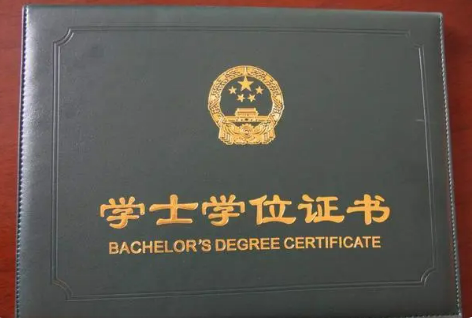 学士学位证书
BACHELOR'S DEGREE CERTIFICATE